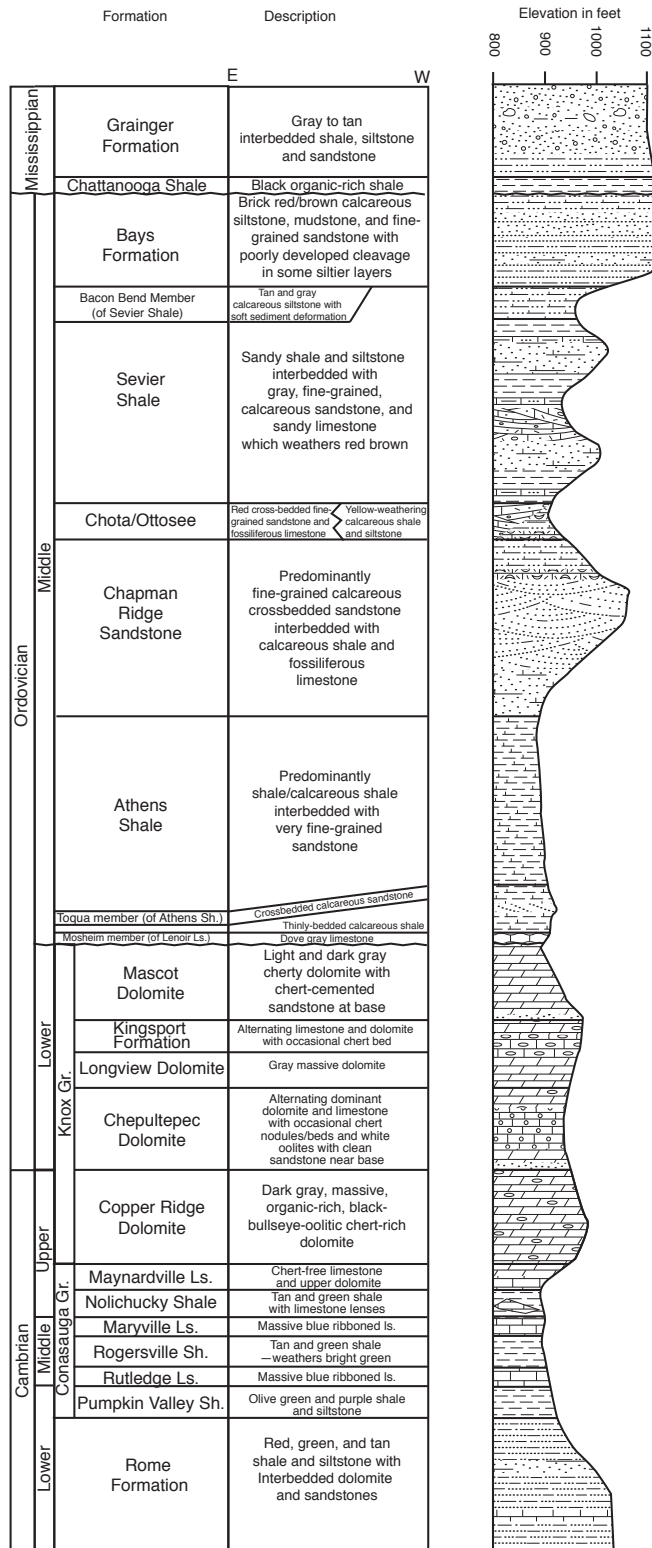 Formation
Description
Elevation in feet
800
900
1000
1100
E
W
Mississippian
Grainger
Formation
Gray to tan
interbedded shale, siltstone
and sandstone
Chattanooga Shale
Black organic-rich shale
Ordovician
Middle
Bays
Formation
Brick red/brown calcareous
siltstone, mudstone, and fine-
grained sandstone with
poorly developed cleavage
in some siltier layers
Bacon Bend Member
(of Sevier Shale)
Tan and gray
calcareous siltstone with
soft sediment deformation
Sevier
Shale
Sandy shale and siltstone
interbedded with
gray, fine-grained,
calcareous sandstone, and
sandy limestone
which weathers red brown
Chota/Ottosee
Red cross-bedded fine-
grained sandstone and
fossiliferous limestone
Yellow-weathering
calcareous shale
and siltstone
Chapman
Ridge
Sandstone
Predominantly
fine-grained calcareous
crossbedded sandstone
interbedded with
calcareous shale and
fossiliferous
limestone
Athens
Shale
Predominantly
shale/calcareous shale
interbedded with
very fine-grained
sandstone
Crossbedded calcareous sandstone
Toqua member (of Athens Sh.)
Thinly-bedded calcareous shale
Mosheim member (of Lenoir Ls.)
Dove gray limestone
Lower
Knox Gr.
Mascot
Dolomite
Light and dark gray
cherty dolomite with
chert-cemented
sandstone at base
Kingsport
Formation
Alternating limestone and dolomite
with occasional chert bed
Longview Dolomite
Gray massive dolomite
Chepultepec
Dolomite
Alternating dominant
dolomite and limestone
with occasional chert
nodules/beds and white
oolites with clean
sandstone near base
Cambrian
Upper
Copper Ridge
Dolomite
Dark gray, massive,
organic-rich, black-
bullseye-oolitic chert-rich
dolomite
Conasauga Gr.
Maynardville Ls.
Chert-free limestone
and upper dolomite
Nolichucky Shale
Tan and green shale
with limestone lenses
Middle
Maryville Ls.
Massive blue ribboned ls.
Rogersville Sh.
Tan and green shale
—weathers bright green
Rutledge Ls.
Massive blue ribboned ls.
Lower
Pumpkin Valley Sh.
Olive green and purple shale
and siltstone
Rome
Formation
Red, green, and tan
shale and siltstone with
Interbedded dolomite
and sandstones